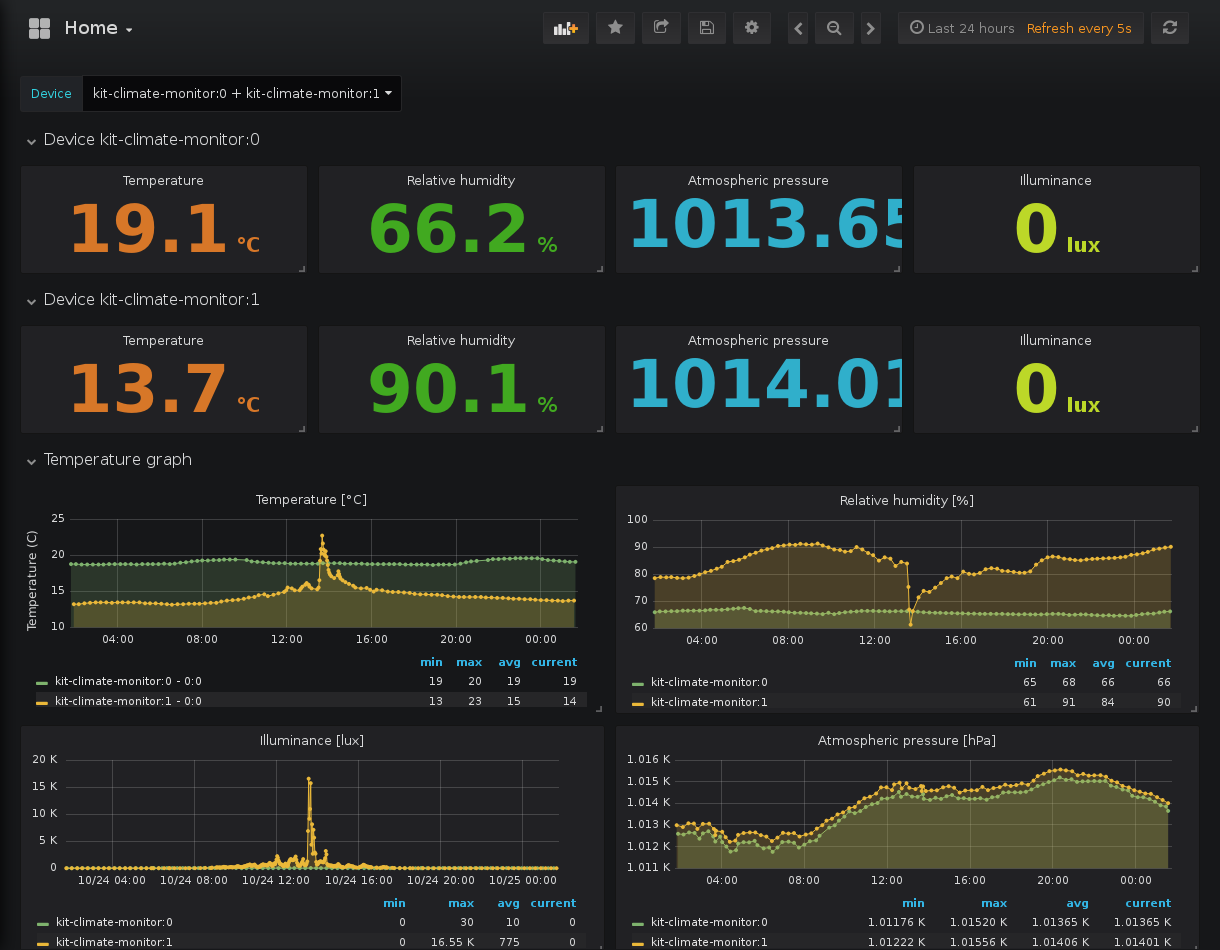 Home
Last 24 hours Refresh every 5s
Device kit-climate-monitor:0 + kit-climate-monitor:1
Device kit-climate-monitor:0
Temperature Relative humidity Atmospheric pressure Illuminance
19.1 °C 66.2 % 1013.65 0 lux
Device kit-climate-monitor:1
Temperature Relative humidity Atmospheric pressure Illuminance
13.7 °C 90.1 % 1014.01 0 lux
Temperature graph
Temperature [°C]
Temperature (C)
25
20
15
10
04:00 08:00 12:00 16:00 20:00 00:00
min max avg current
kit-climate-monitor:0 - 0:0 19 20 19 19
kit-climate-monitor:1 - 0:0 13 23 15 14
Relative humidity [%]
100
90
80
70
60
04:00 08:00 12:00 16:00 20:00 00:00
min max avg current
kit-climate-monitor:0 65 68 66 66
kit-climate-monitor:1 61 91 84 90
Illuminance [lux]
20 K
15 K
10 K
5 K
0
10/24 04:00 10/24 08:00 10/24 12:00 10/24 16:00 10/24 20:00 10/25 00:00
min max avg current
kit-climate-monitor:0 0 30 10 0
kit-climate-monitor:1 0 16.55 K 775 0
Atmospheric pressure [hPa]
1.016 K
1.015 K
1.014 K
1.013 K
1.012 K
1.011 K
04:00 08:00 12:00 16:00 20:00 00:00
min max avg current
kit-climate-monitor:0 1.01176 K 1.01520 K 1.01365 K 1.01365 K
kit-climate-monitor:1 1.01222 K 1.01556 K 1.01406 K 1.01401 K